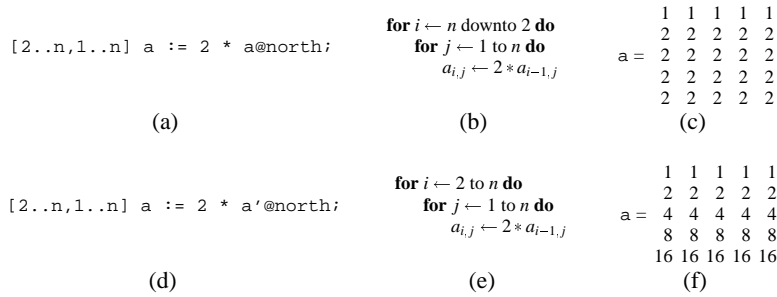 [2..n,1..n] a := 2 * a@north;
(a)
for i ← n downto 2 do
for j ← 1 to n do
a_{i,j} ← 2 * a_{i−1,j}
(b)
1 1 1 1 1
2 2 2 2 2
a = 2 2 2 2 2
2 2 2 2 2
2 2 2 2 2
(c)
[2..n,1..n] a := 2 * a'@north;
(d)
for i ← 2 to n do
for j ← 1 to n do
a_{i,j} ← 2 * a_{i−1,j}
(e)
1 1 1 1 1
2 2 2 2 2
a = 4 4 4 4 4
8 8 8 8 8
16 16 16 16 16
(f)